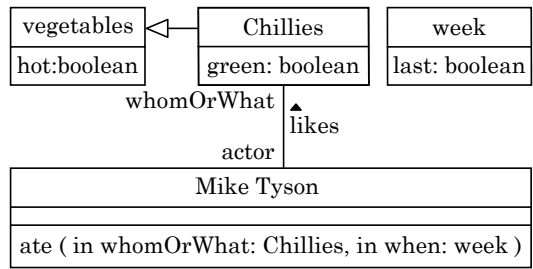 vegetables
hot:boolean
Chillies
green: boolean
week
last: boolean
whomOrWhat
likes
actor
Mike Tyson
ate ( in whomOrWhat: Chillies, in when: week )